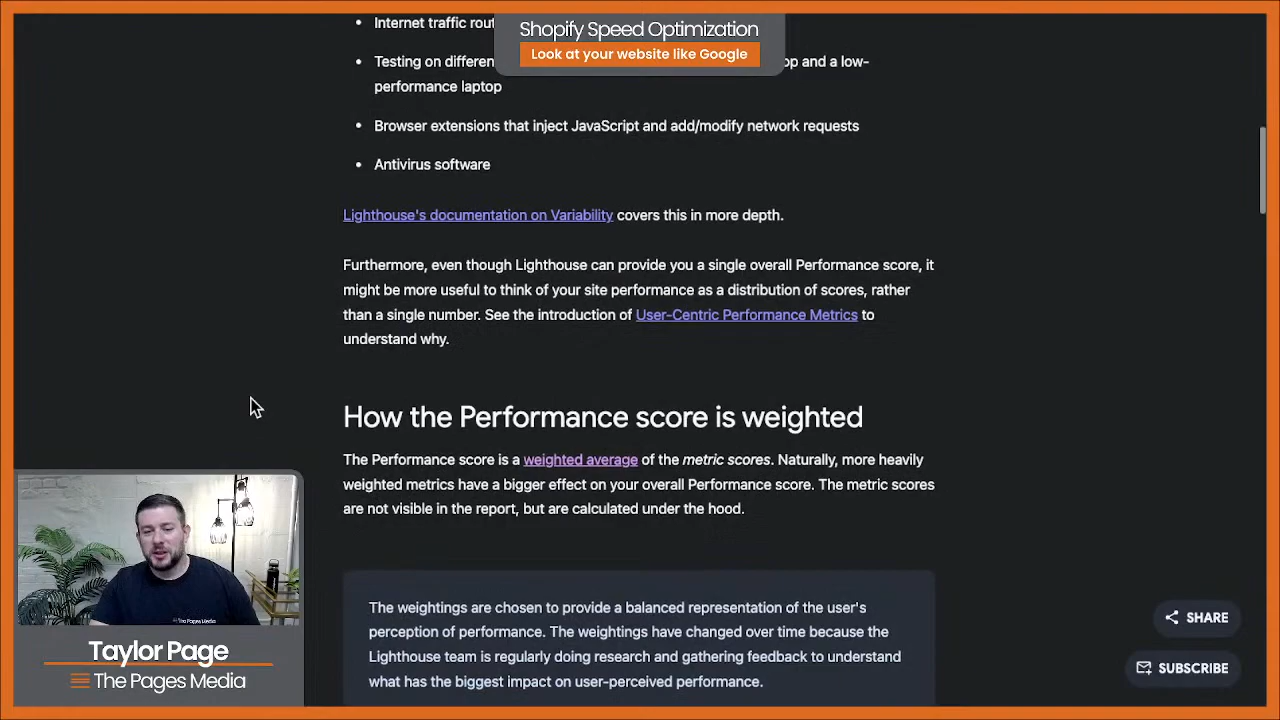 Internet traffic rout
Shopify Speed Optimization
Look at your website like Google
Testing on differen
op and a low-
performance laptop
Browser extensions that inject JavaScript and add/modify network requests
Antivirus software
Lighthouse's documentation on Variability covers this in more depth.
Furthermore, even though Lighthouse can provide you a single overall Performance score, it
might be more useful to think of your site performance as a distribution of scores, rather
than a single number. See the introduction of User-Centric Performance Metrics to
understand why.
How the Performance score is weighted
The Performance score is a weighted average of the metric scores. Naturally, more heavily
weighted metrics have a bigger effect on your overall Performance score. The metric scores
are not visible in the report, but are calculated under the hood.
The weightings are chosen to provide a balanced representation of the user's
perception of performance. The weightings have changed over time because the
Lighthouse team is regularly doing research and gathering feedback to understand
what has the biggest impact on user-perceived performance.
SHARE
SUBSCRIBE
The Pages Media
Taylor Page
The Pages Media